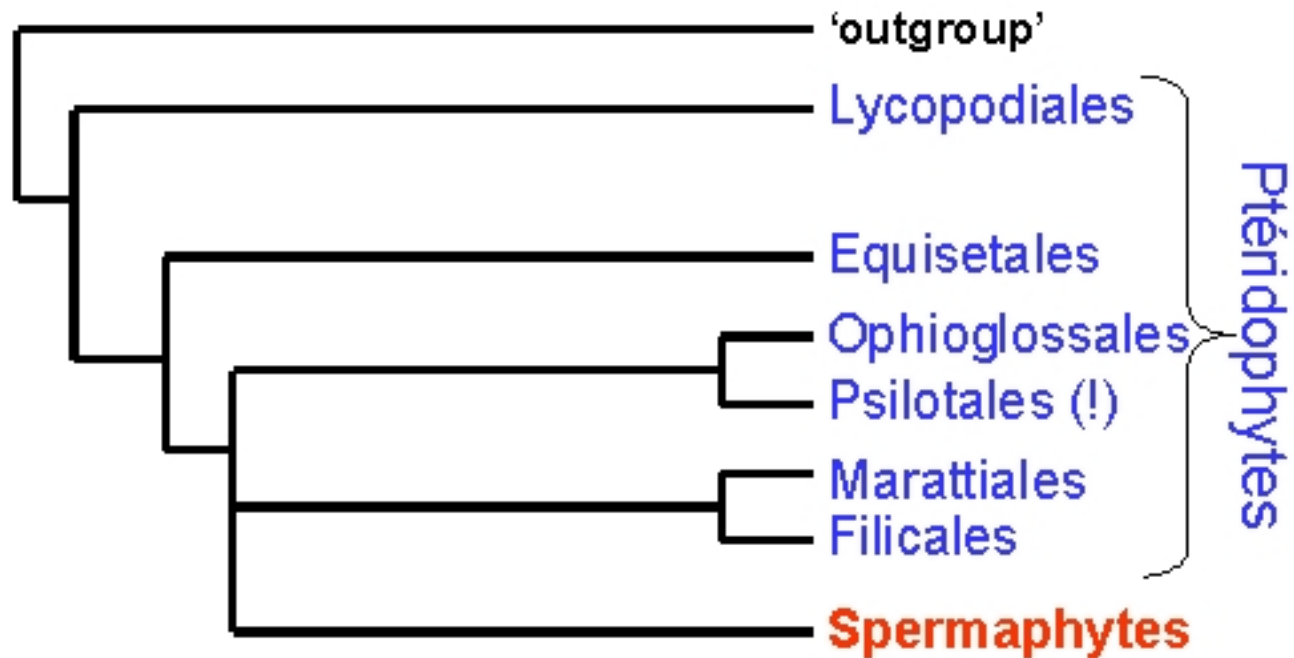 ‘outgroup’
Lycopodiales
Equisetales
Ophioglossales
Psilotales (!)
Marattiales
Filicales
Spermaphytes
Ptéridophytes